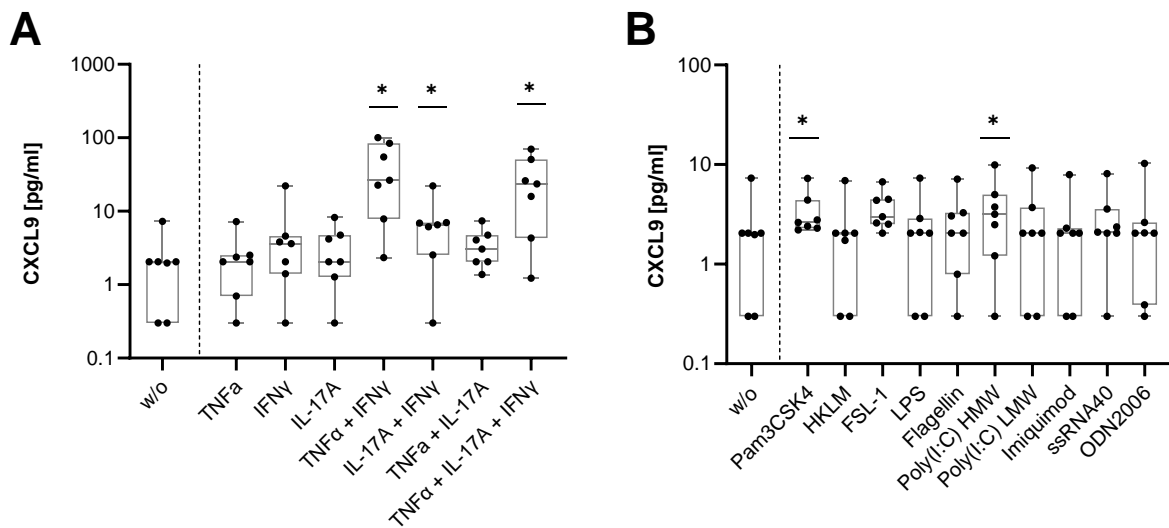 A
CXCL9 [pg/ml]
1000
100
10
1
0.1
* * *
w/o
TNFa
IFNγ
IL-17A
TNFα + IFNγ
IL-17A + IFNγ
TNFa + IL-17A
TNFα + IL-17A + IFNγ
B
CXCL9 [pg/ml]
100
10
1
0.1
* *
w/o
Pam3CSK4
HKLM
FSL-1
LPS
Flagellin
Poly(I:C) HMW
Poly(I:C) LMW
Imiquimod
ssRNA40
ODN2006